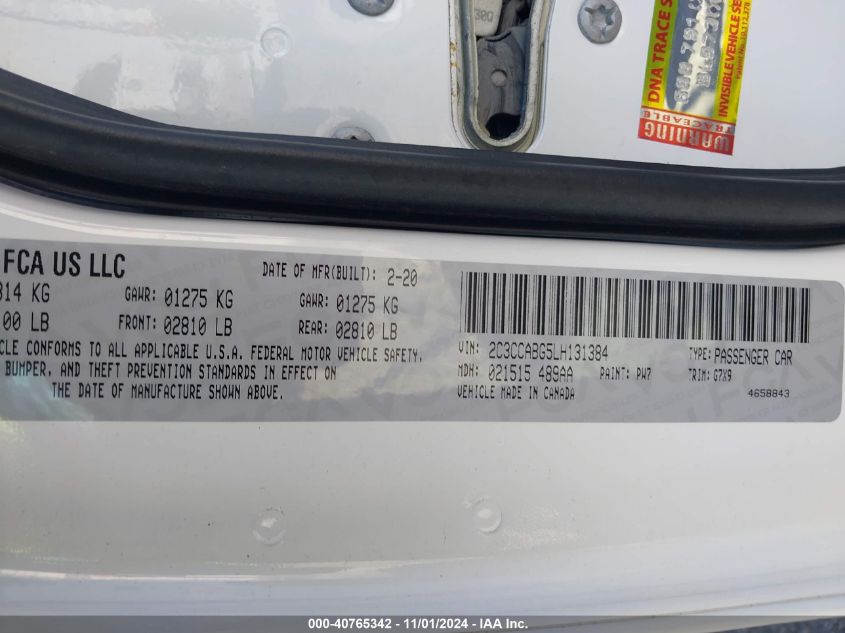 30Q
DNA TRACE
INVISIBLE VEHICLE SE
WARNING
TRACEABLE
FCA US LLC
DATE OF MFR(BUILT): 2-20
314 KG GAWR: 01275 KG GAWR: 01275 KG
00 LB FRONT: 02810 LB REAR: 02810 LB
CLE CONFORMS TO ALL APPLICABLE U.S.A. FEDERAL MOTOR VEHICLE SAFETY,
BUMPER, AND THEFT PREVENTION STANDARDS IN EFFECT ON
THE DATE OF MANUFACTURE SHOWN ABOVE.
VIN: 2C3CCABG5LH131384 TYPE: PASSENGER CAR
MDH: 021515 489AA PAINT: PW7 TRIM: G7X9
VEHICLE MADE IN CANADA 4658843
000-40765342 - 11/01/2024 - IAA Inc.